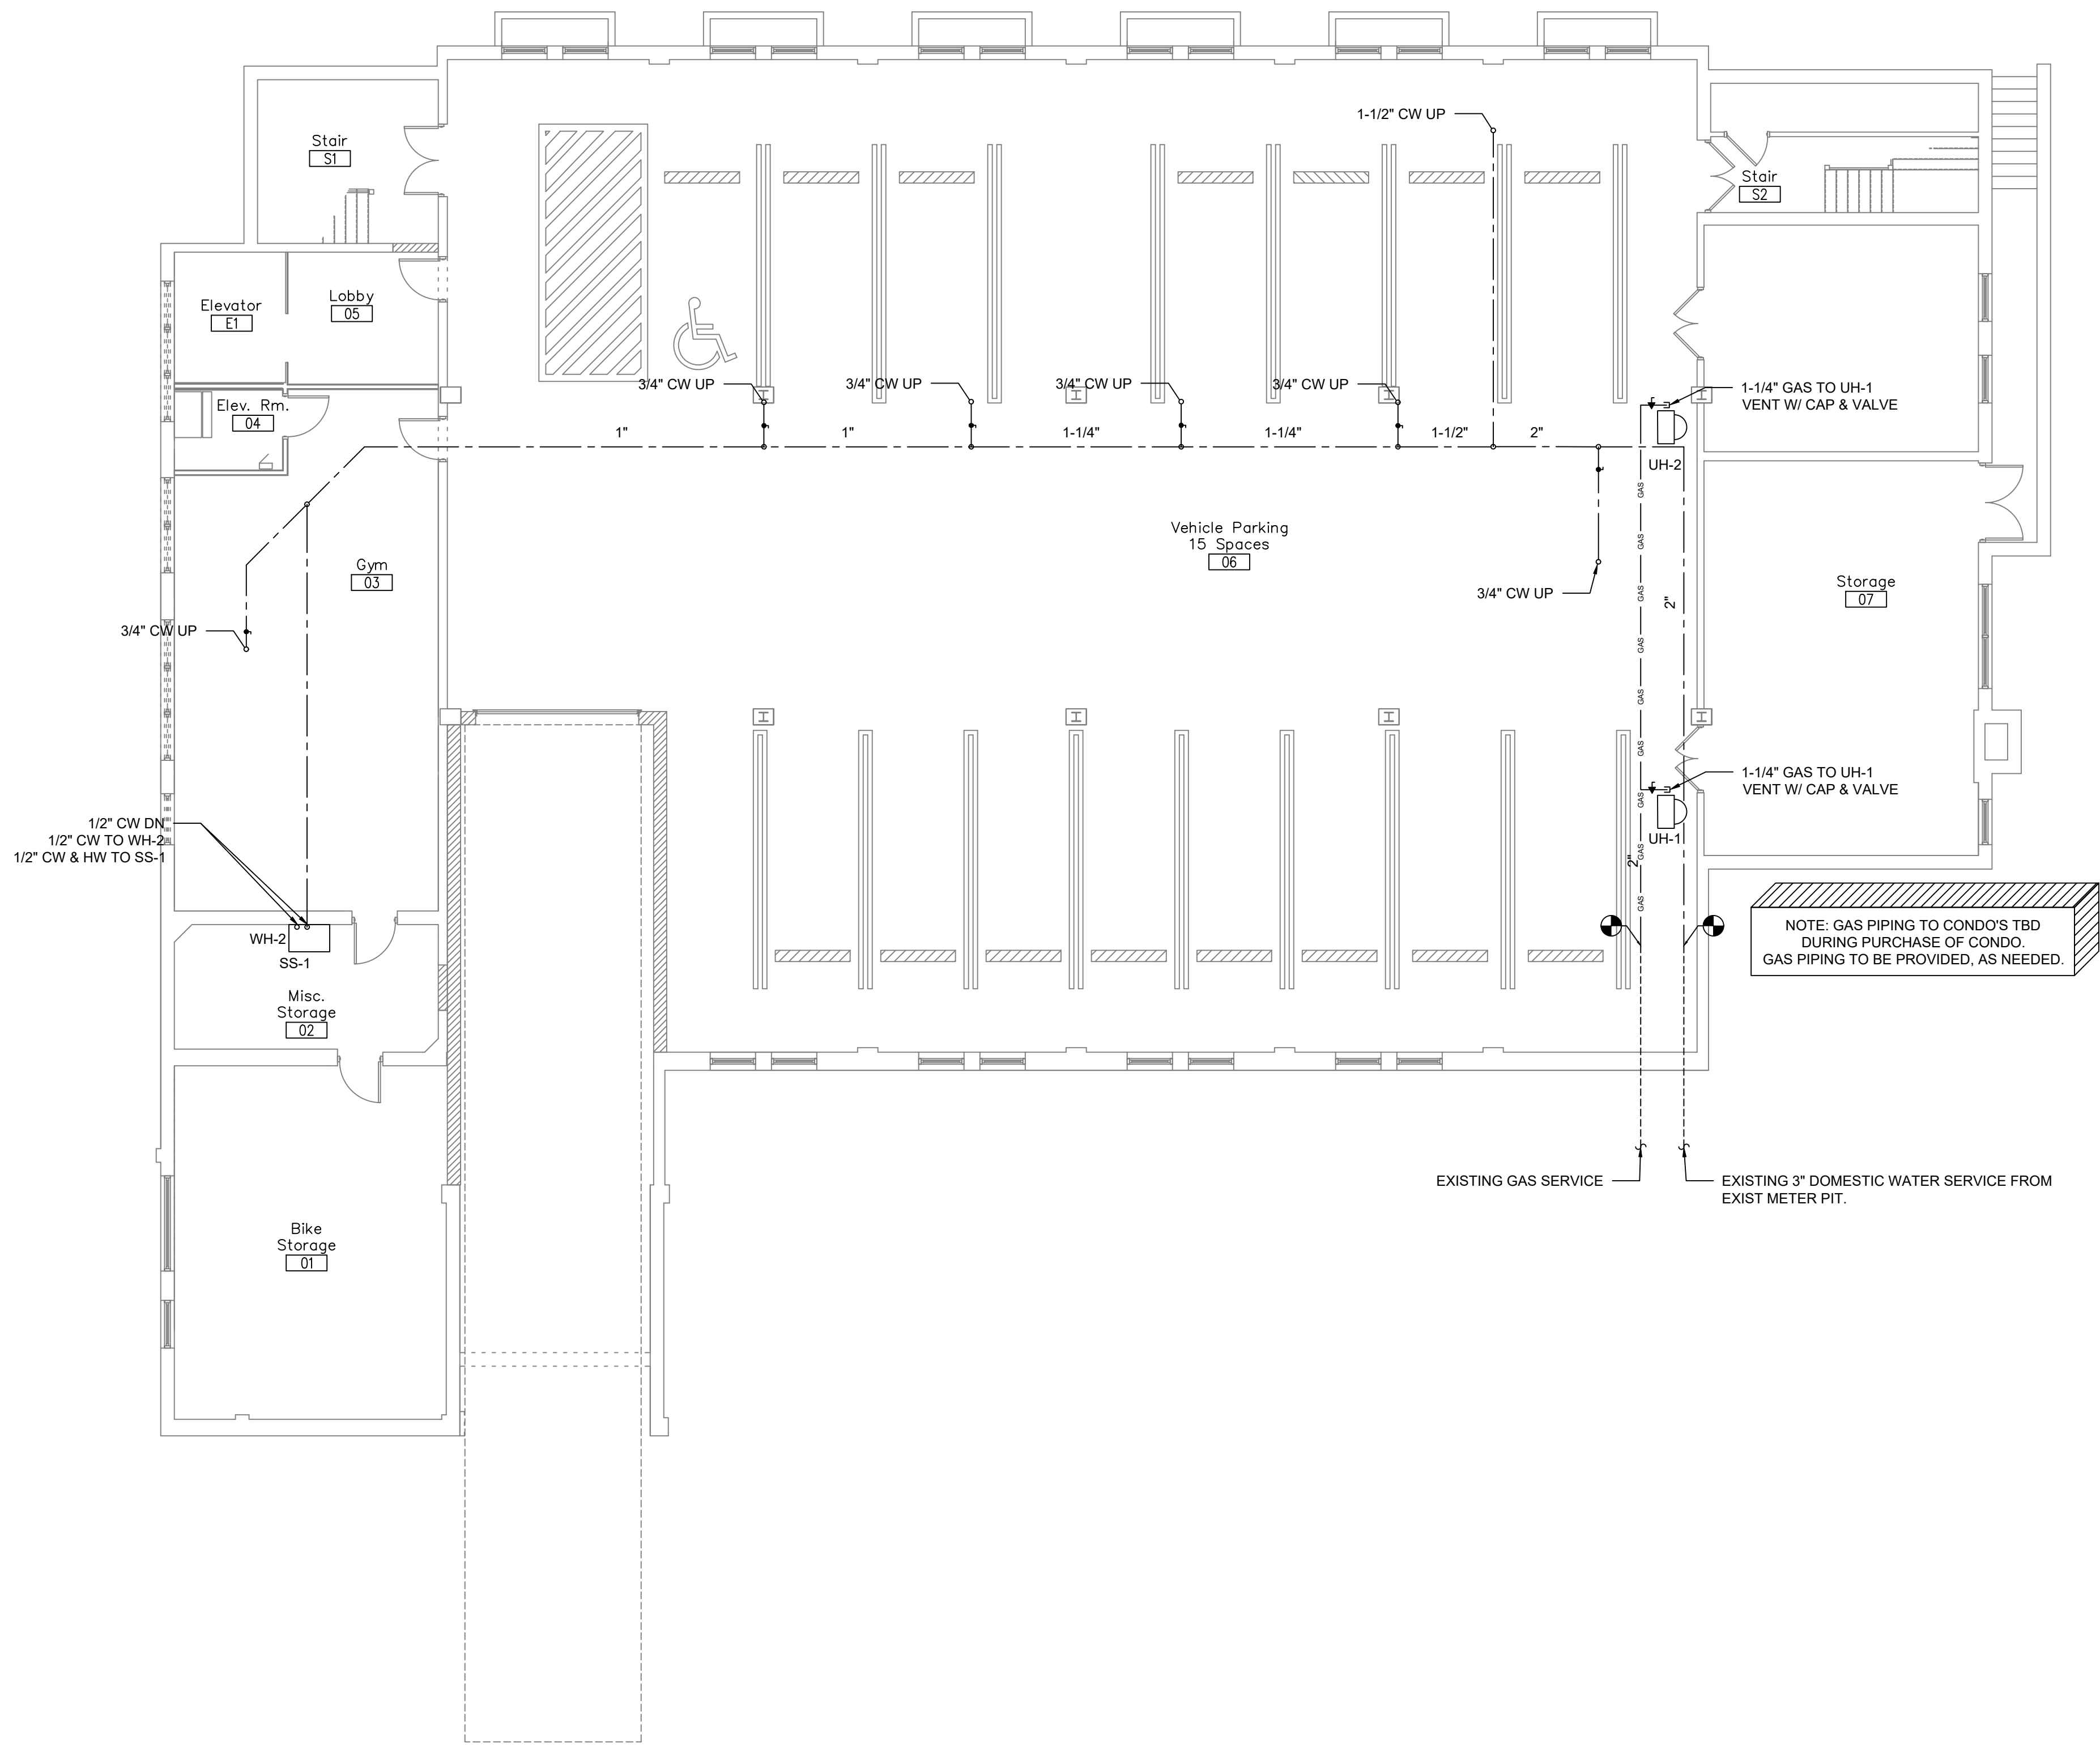 1-1/2" CW UP
Stair
S1
Stair
S2
Elevator
E1
Lobby
05
3/4" CW UP
3/4" CW UP
3/4" CW UP
3/4" CW UP
1-1/4" GAS TO UH-1
VENT W/ CAP & VALVE
Elev. Rm.
04
1"
1"
1-1/4"
1-1/4"
1-1/2"
2"
UH-2
GAS
GAS
GAS
GAS
GAS
GAS
GAS
GAS
GAS
Vehicle Parking
15 Spaces
06
Gym
03
3/4" CW UP
2"
Storage
07
3/4" CW UP
1-1/4" GAS TO UH-1
VENT W/ CAP & VALVE
1/2" CW DN
1/2" CW TO WH-2
1/2" CW & HW TO SS-1
UH-1
2"
WH-2
SS-1
NOTE: GAS PIPING TO CONDO'S TBD
DURING PURCHASE OF CONDO.
GAS PIPING TO BE PROVIDED, AS NEEDED.
Misc.
Storage
02
EXISTING GAS SERVICE
EXISTING 3" DOMESTIC WATER SERVICE FROM
EXIST METER PIT.
Bike
Storage
01